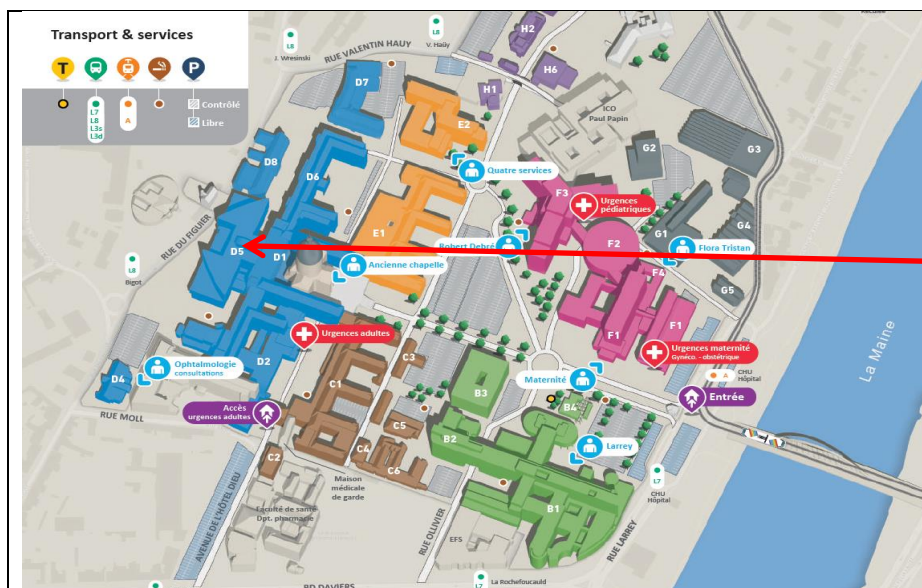 Transport & services
T
P
Contrôlé
Libre
L7
L8
L3s
L3d
A
L8
J. Wresinski
RUE VALENTIN HAUY
L8
V. Haüy
H2
H6
H1
ICO
Paul Papin
D7
E2
Quatre services
G2
G3
D8
D6
F3
Urgences
pédiatriques
RUE DU FIGUIER
E1
D5
D1
Robert Debré
F2
G1
Flora Tristan
G4
L8
Bigot
Ancienne chapelle
F4
G5
La Maine
Urgences adultes
F1
F1
Urgences maternité
Gynéco. - obstétrique
Ophtalmologie
consultations
D2
D4
C1
C3
B3
Maternité
A
CHU
Hôpital
Entrée
RUE MOLL
Accès
urgences adultes
C5
B4
B2
C4
C6
C2
Larrey
Maison
médicale
de garde
L7
CHU
Hôpital
AVENUE DE L'HÔTEL DIEU
Faculté de santé
Dpt. pharmacie
RUE OLLIVIER
B1
EFS
RUE LARREY
BD DAVIERS
L7
La Rochefoucauld